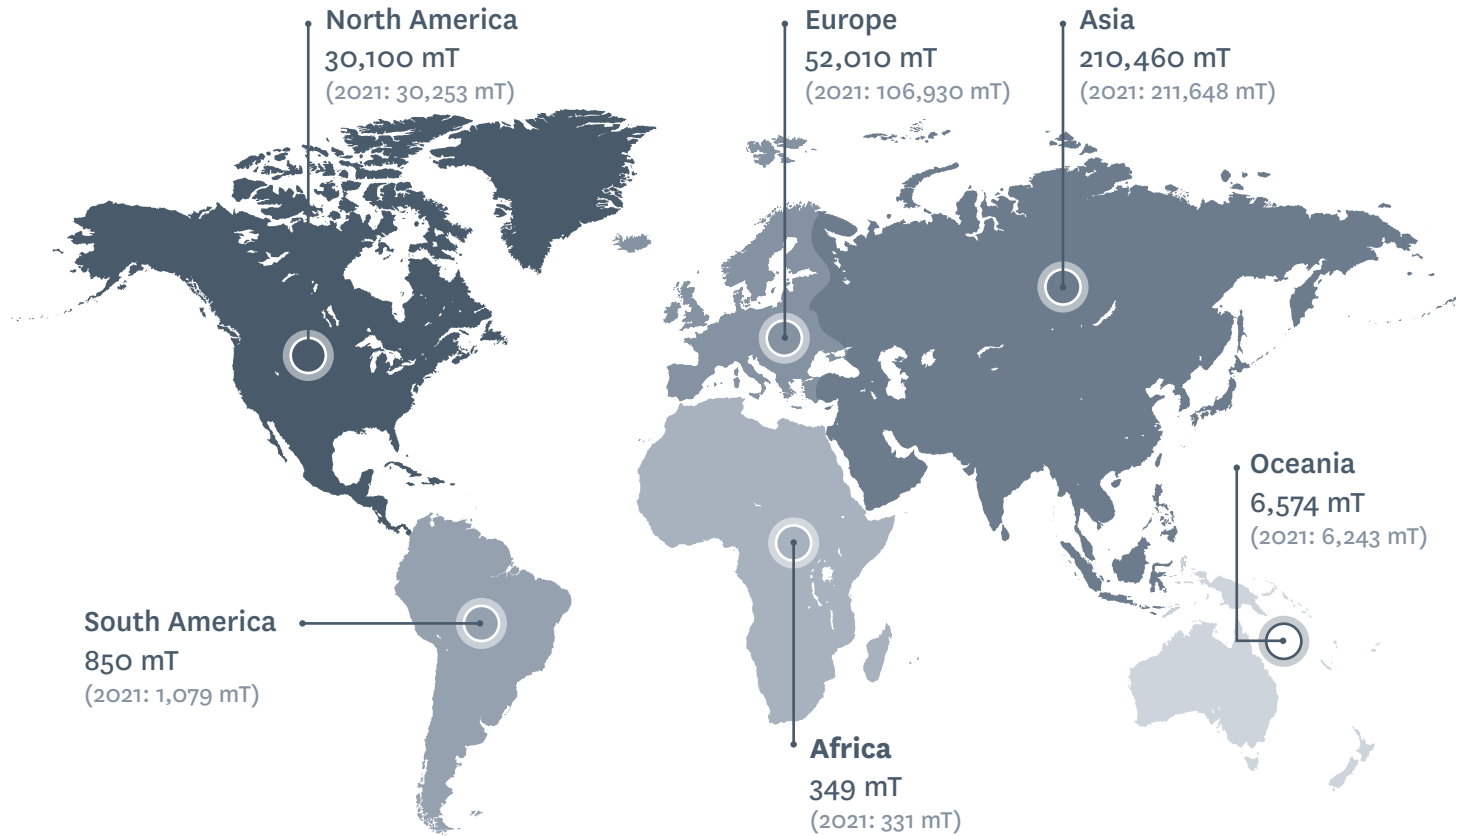 North America
30,100 mT
(2021: 30,253 mT)
Europe
52,010 mT
(2021: 106,930 mT)
Asia
210,460 mT
(2021: 211,648 mT)
Oceania
6,574 mT
(2021: 6,243 mT)
South America
850 mT
(2021: 1,079 mT)
Africa
349 mT
(2021: 331 mT)